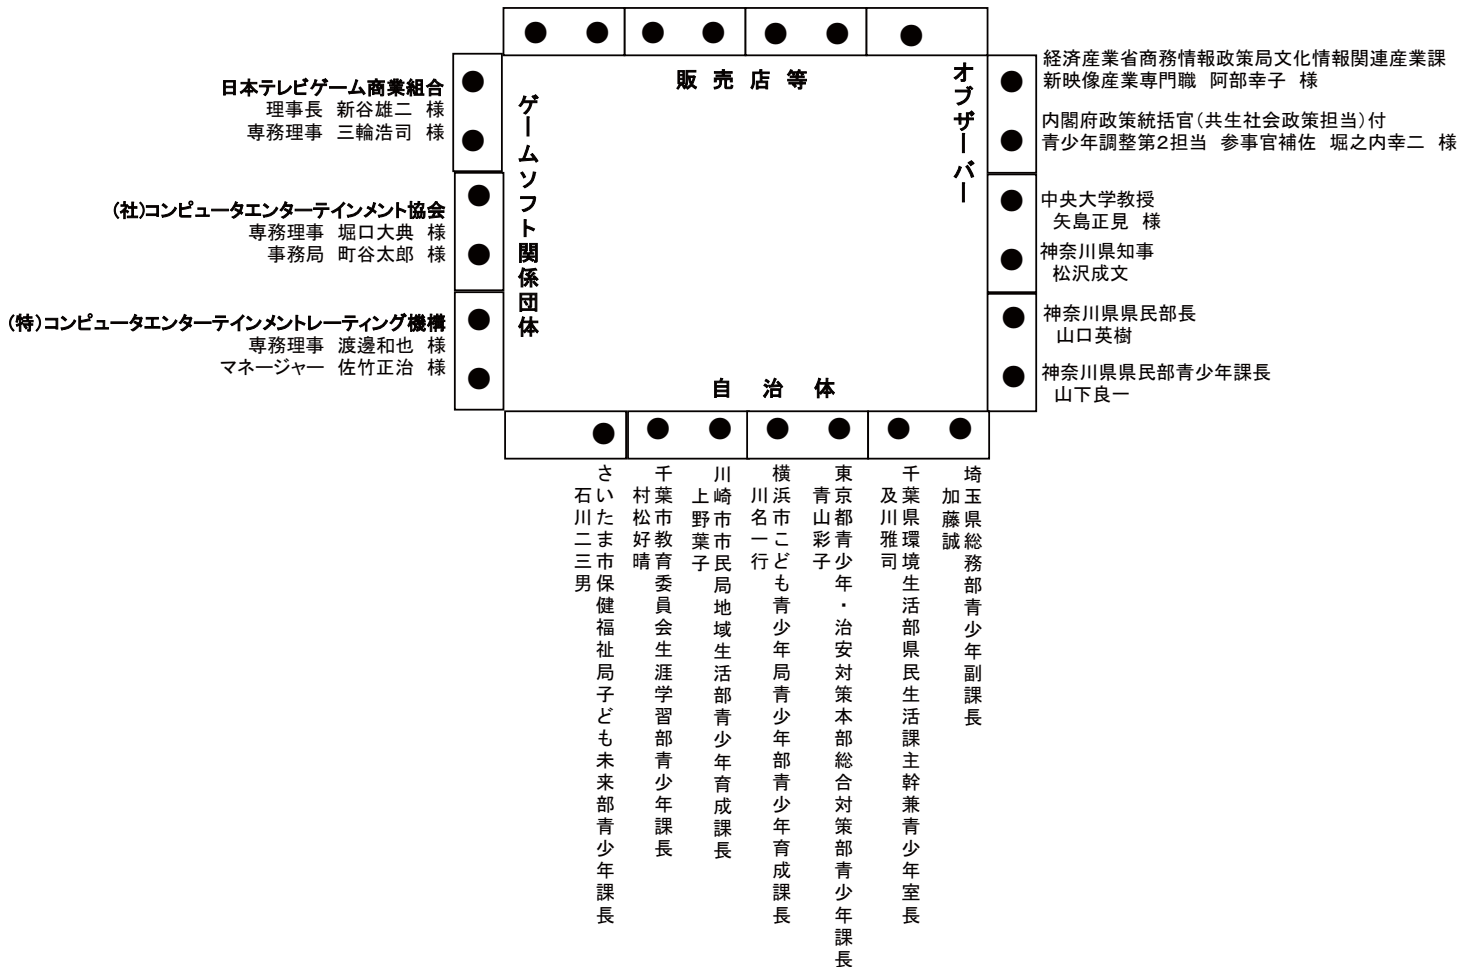 販売店等
オブザーバー
ゲームソフト関係団体
自治体
日本テレビゲーム商業組合
理事長 新谷雄二 様
専務理事 三輪浩司 様
(社)コンピュータエンターテインメント協会
専務理事 堀口大典 様
事務局 町谷太郎 様
(特)コンピュータエンターテインメントレーティング機構
専務理事 渡邊和也 様
マネージャー 佐竹正治 様
経済産業省商務情報政策局文化情報関連産業課
新映像産業専門職 阿部幸子 様
内閣府政策統括官(共生社会政策担当)付
青少年調整第2担当 参事官補佐 堀之内幸二 様
中央大学教授
矢島正見 様
神奈川県知事
松沢成文
神奈川県県民部長
山口英樹
神奈川県県民部青少年課長
山下良一
埼玉県総務部青少年副課長
加藤誠
千葉県環境生活部県民生活課主幹兼青少年室長
及川雅司
東京都青少年・治安対策本部総合対策部青少年課長
青山彩子
横浜市こども青少年局青少年部青少年育成課長
川名一行
川崎市市民局地域生活部青少年育成課長
上野葉子
千葉市教育委員会生涯学習部青少年課長
村松好晴
さいたま市保健福祉局子ども未来部青少年課長
石川二三男